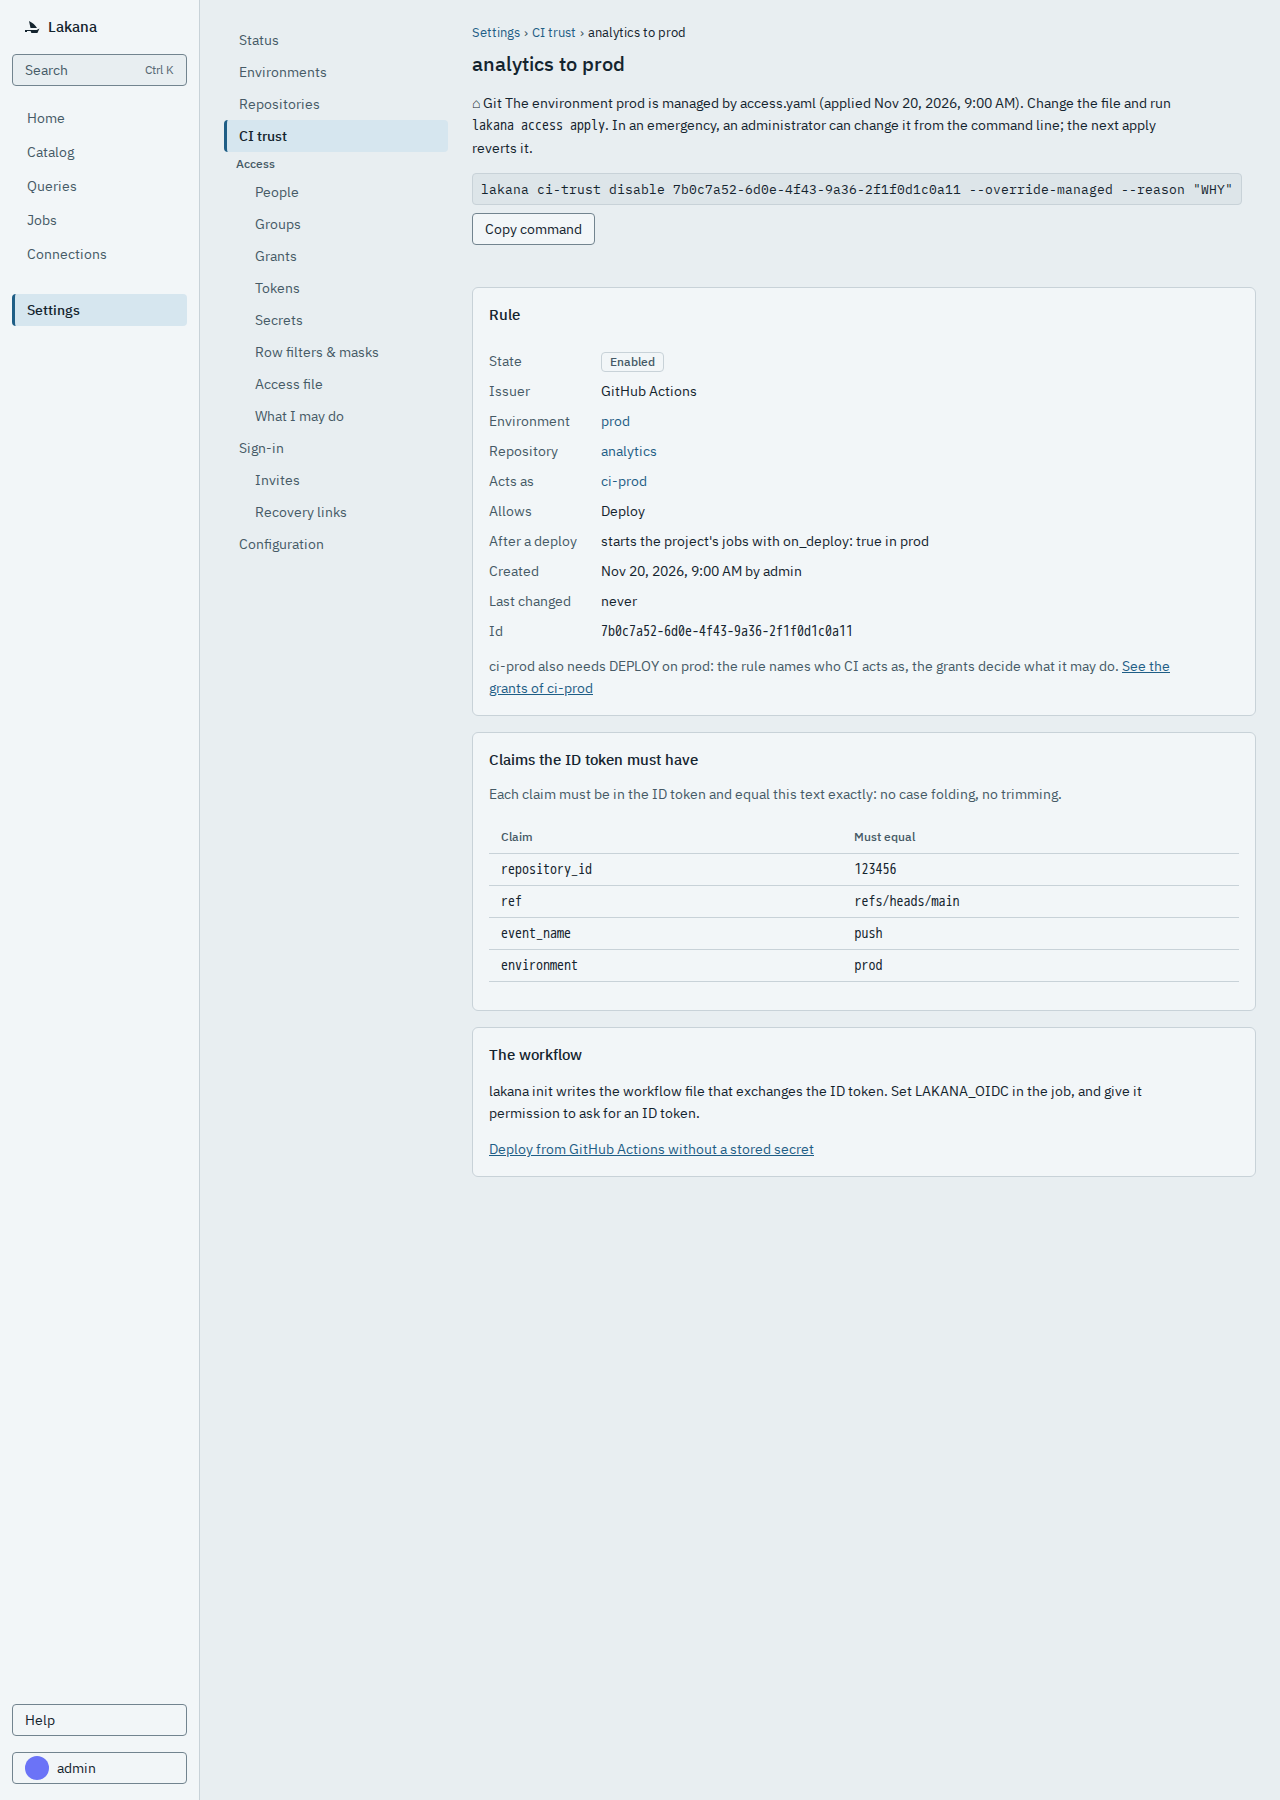 Lakana
Search Ctrl K
Home
Catalog
Queries
Jobs
Connections
Settings
Help
admin
Status
Environments
Repositories
CI trust
Access
People
Groups
Grants
Tokens
Secrets
Row filters & masks
Access file
What I may do
Sign-in
Invites
Recovery links
Configuration
Settings › CI trust › analytics to prod
analytics to prod
⌂ Git The environment prod is managed by access.yaml (applied Nov 20, 2026, 9:00 AM). Change the file and run
lakana access apply. In an emergency, an administrator can change it from the command line; the next apply
reverts it.
lakana ci-trust disable 7b0c7a52-6d0e-4f43-9a36-2f1f0d1c0a11 --override-managed --reason "WHY"
Copy command
Rule
State Enabled
Issuer GitHub Actions
Environment prod
Repository analytics
Acts as ci-prod
Allows Deploy
After a deploy starts the project's jobs with on_deploy: true in prod
Created Nov 20, 2026, 9:00 AM by admin
Last changed never
Id 7b0c7a52-6d0e-4f43-9a36-2f1f0d1c0a11
ci-prod also needs DEPLOY on prod: the rule names who CI acts as, the grants decide what it may do. See the
grants of ci-prod
Claims the ID token must have
Each claim must be in the ID token and equal this text exactly: no case folding, no trimming.
Claim Must equal
repository_id 123456
ref refs/heads/main
event_name push
environment prod
The workflow
lakana init writes the workflow file that exchanges the ID token. Set LAKANA_OIDC in the job, and give it
permission to ask for an ID token.
Deploy from GitHub Actions without a stored secret